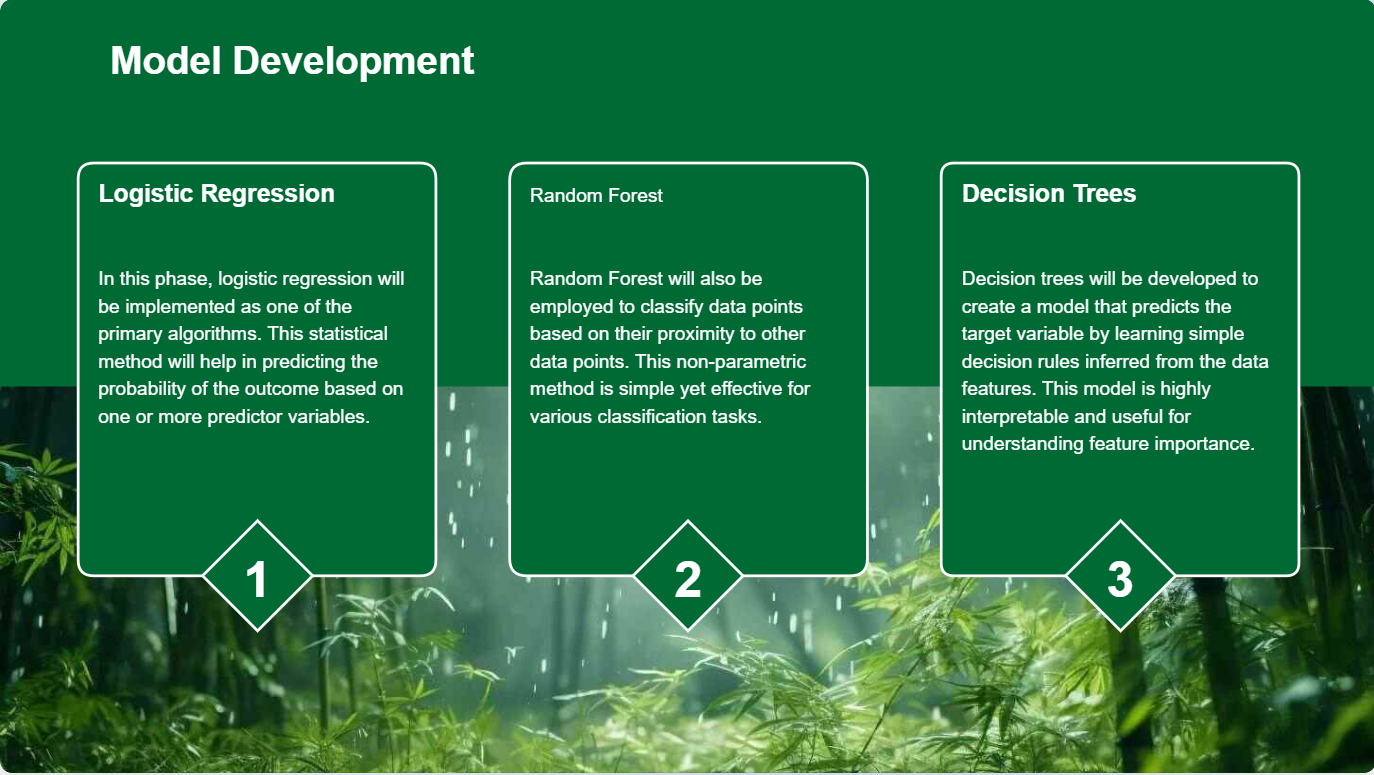 Model Development
Logistic Regression
In this phase, logistic regression will
be implemented as one of the
primary algorithms. This statistical
method will help in predicting the
probability of the outcome based on
one or more predictor variables.
1
Random Forest
Random Forest will also be
employed to classify data points
based on their proximity to other
data points. This non-parametric
method is simple yet effective for
various classification tasks.
2
Decision Trees
Decision trees will be developed to
create a model that predicts the
target variable by learning simple
decision rules inferred from the data
features. This model is highly
interpretable and useful for
understanding feature importance.
3